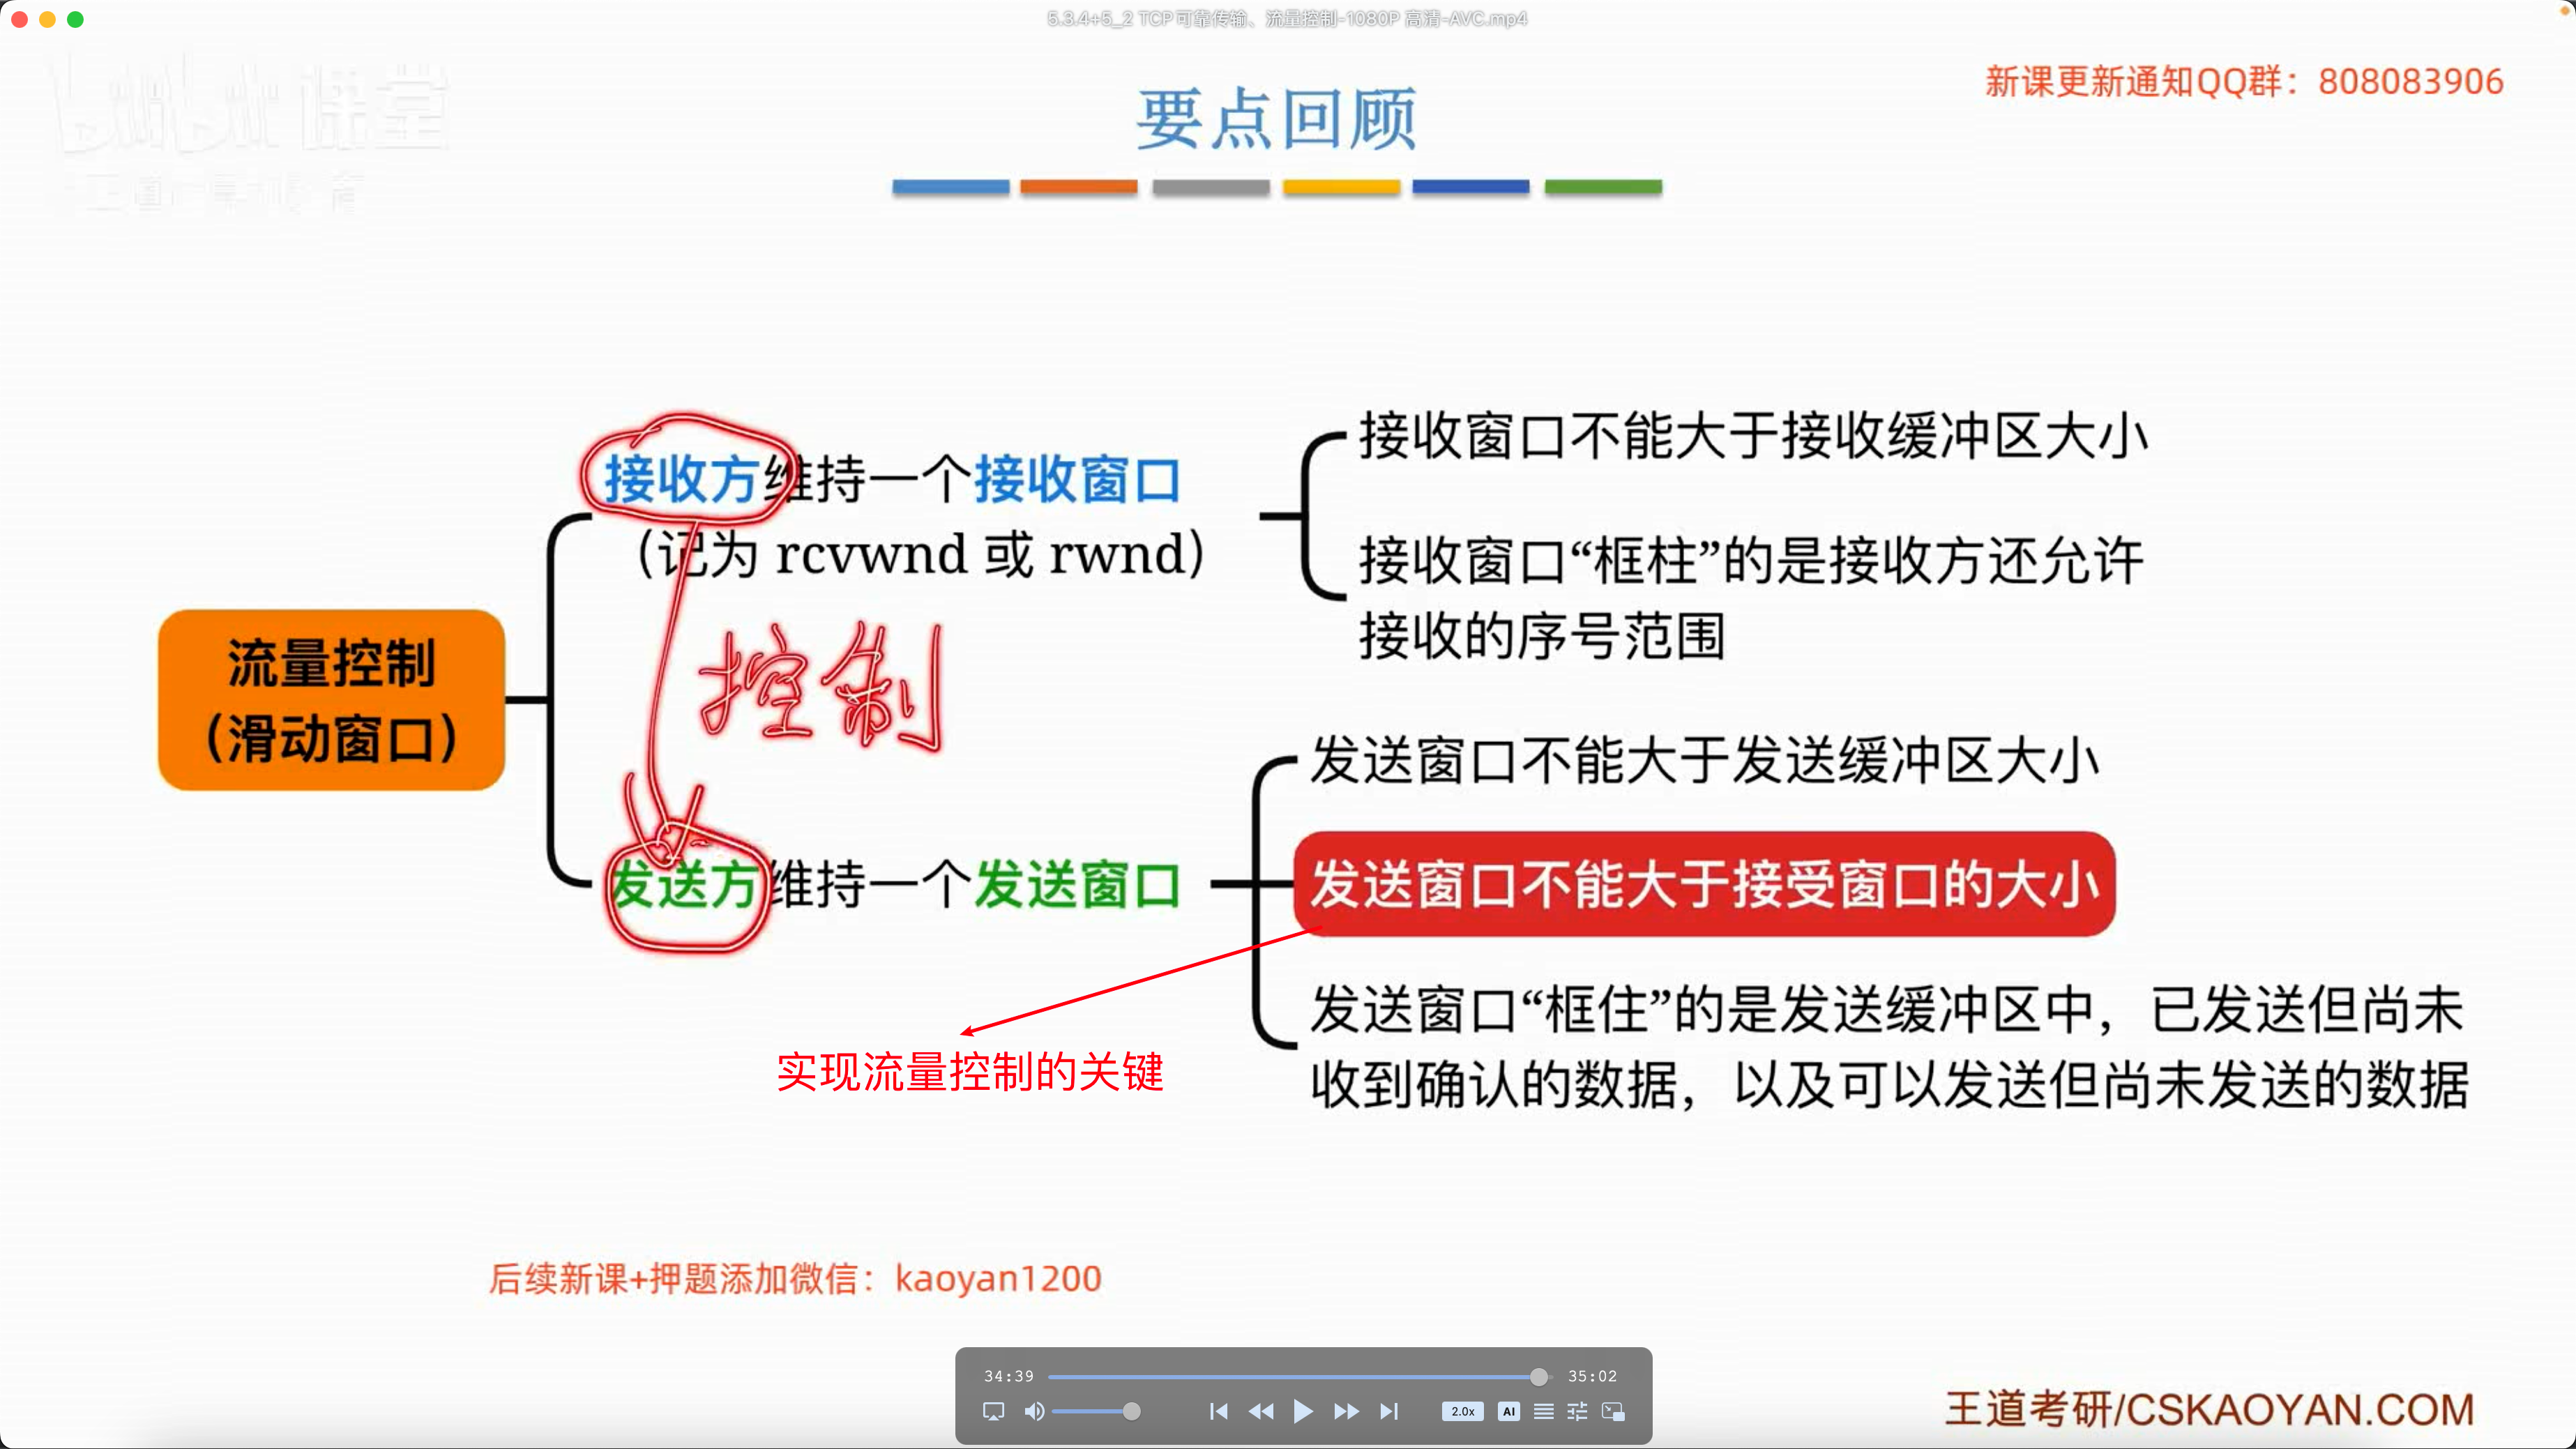 5.3.4+5_2 TCP可靠传输、流量控制-1080P 高清-AVC.mp4
课堂
要点回顾
新课更新通知QQ群：808083906
接收方维持一个接收窗口
（记为 rcvwnd 或 rwnd）
接收窗口不能大于接收缓冲区大小
接收窗口“框柱”的是接收方还允许
接收的序号范围
控制
流量控制
（滑动窗口）
发送方维持一个发送窗口
发送窗口不能大于发送缓冲区大小
发送窗口不能大于接受窗口的大小
发送窗口“框住”的是发送缓冲区中，已发送但尚未
收到确认的数据，以及可以发送但尚未发送的数据
实现流量控制的关键
后续新课+押题添加微信：kaoyan1200
34:39
35:02
2.0x
AI
王道考研/CSKAOYAN.COM